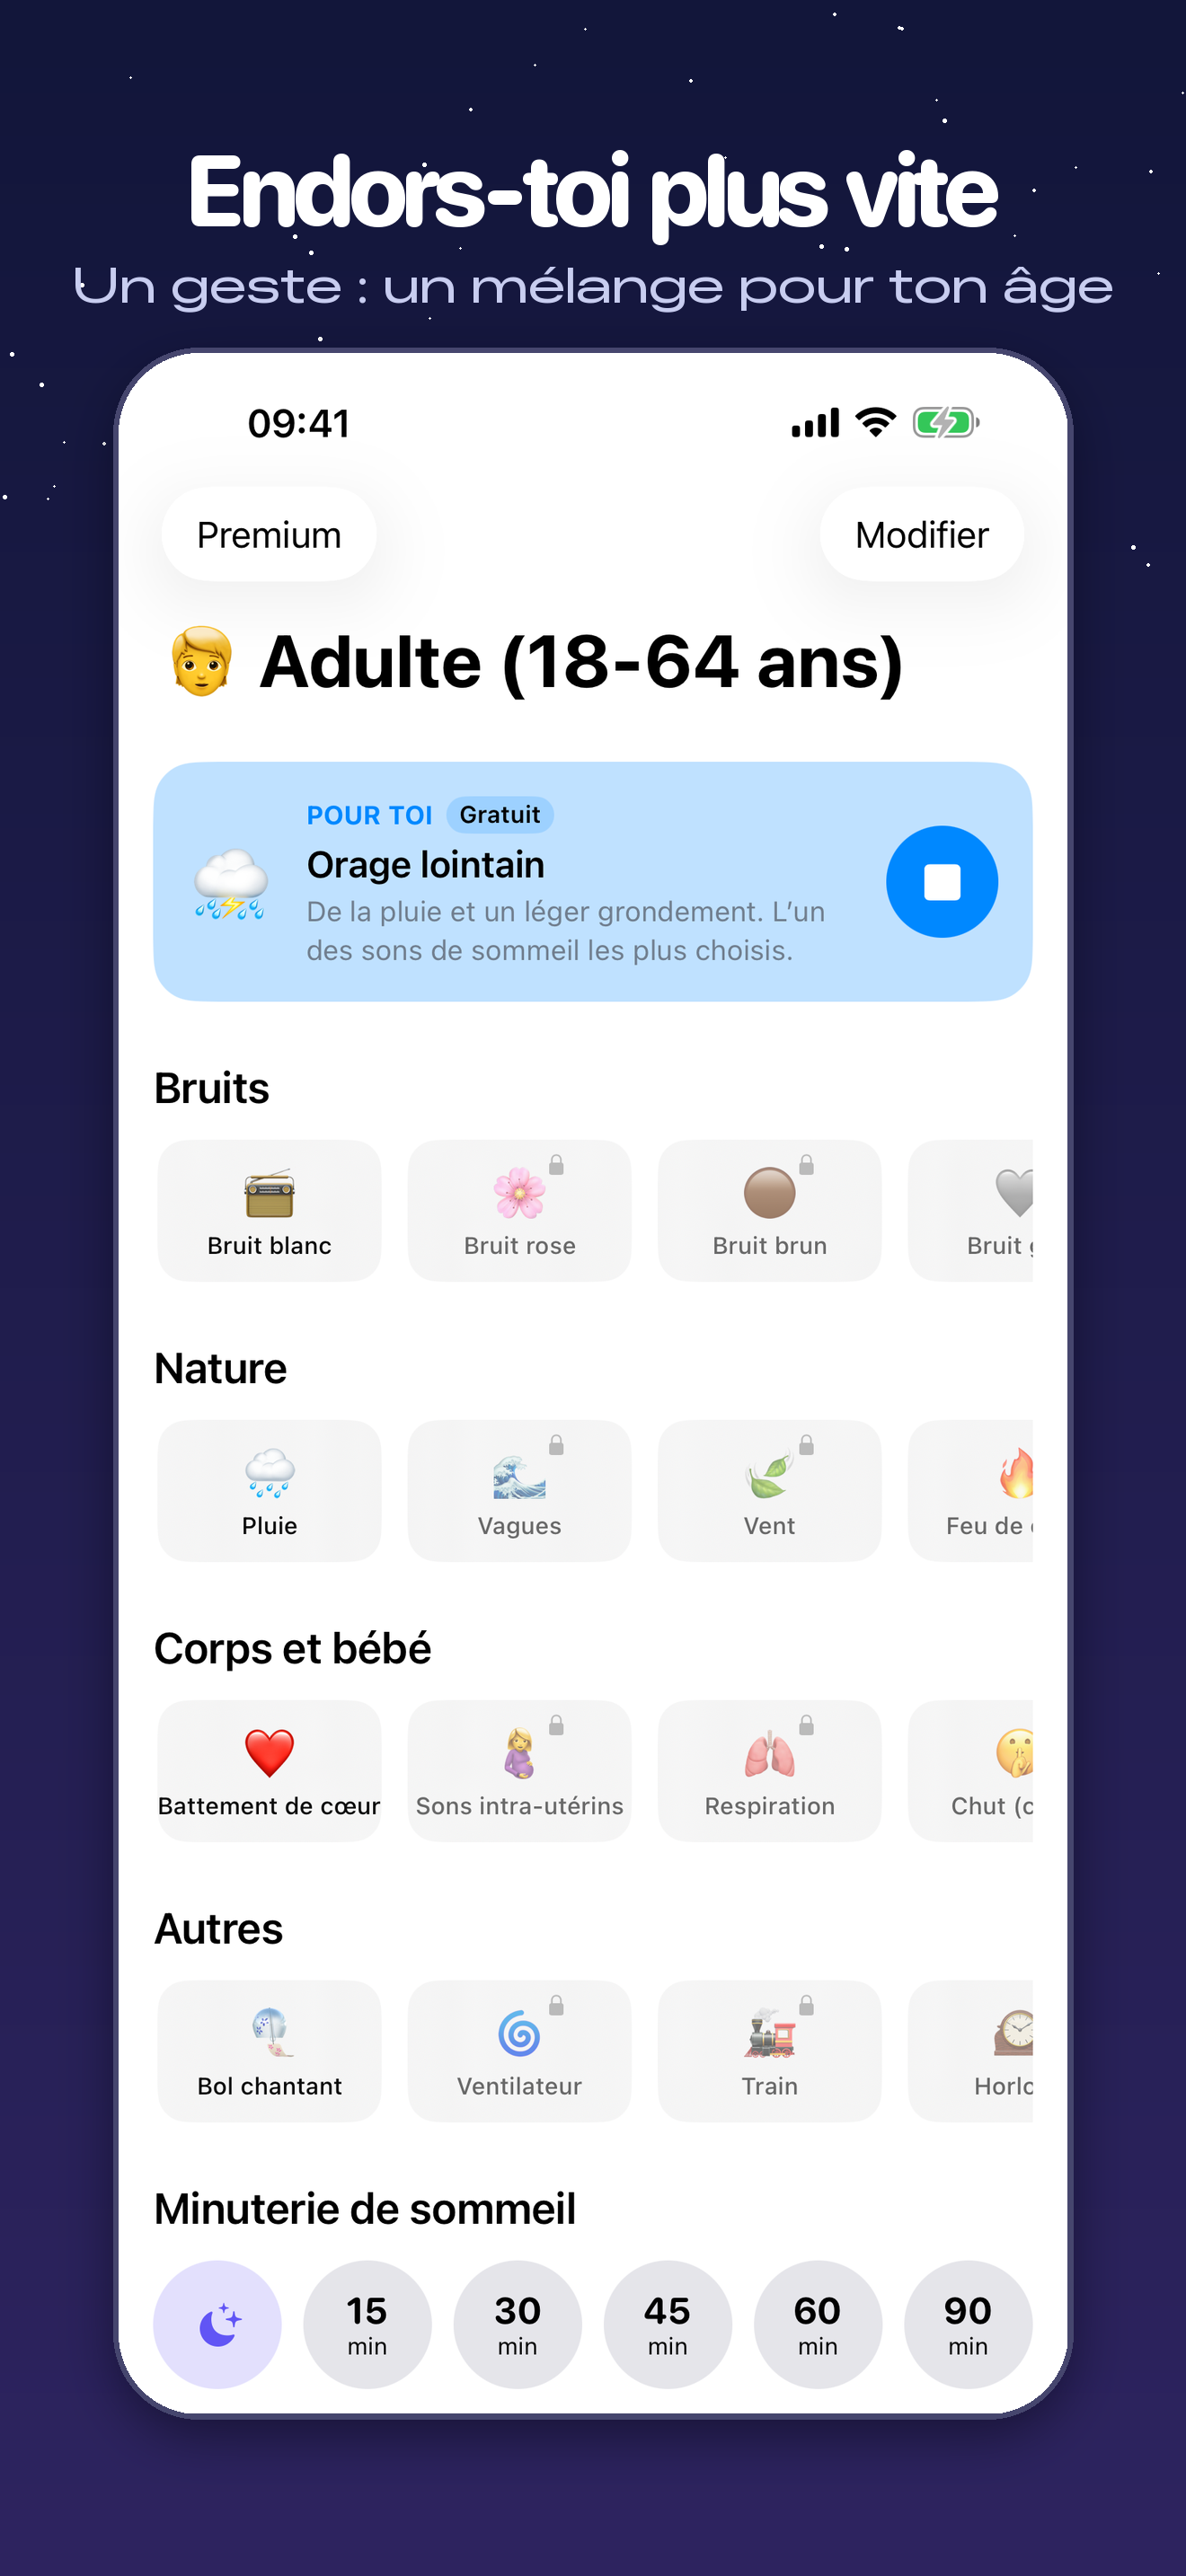 Endors-toi plus vite
Un geste : un mélange pour ton âge
09:41
Premium
Modifier
Adulte (18-64 ans)
POUR TOI Gratuit
Orage lointain
De la pluie et un léger grondement. L’un
des sons de sommeil les plus choisis.
Bruits
Bruit blanc
Bruit rose
Bruit brun
Bruit
Nature
Pluie
Vagues
Vent
Feu de
Corps et bébé
Battement de cœur
Sons intra-utérins
Respiration
Chut
Autres
Bol chantant
Ventilateur
Train
Minuterie de sommeil
15 min
30 min
45 min
60 min
90 min